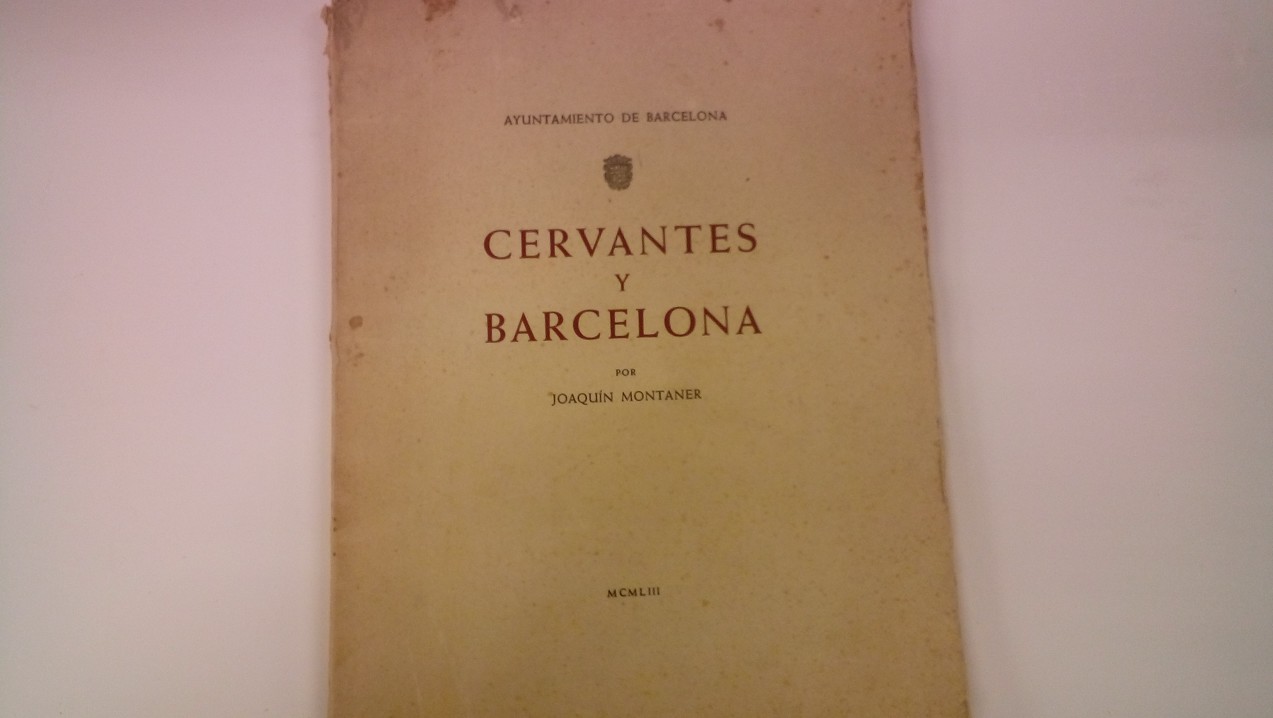 AYUNTAMIENTO DE BARCELONA
CERVANTES
Y
BARCELONA
POR
JOAQUÍN MONTANER
MCMLIII